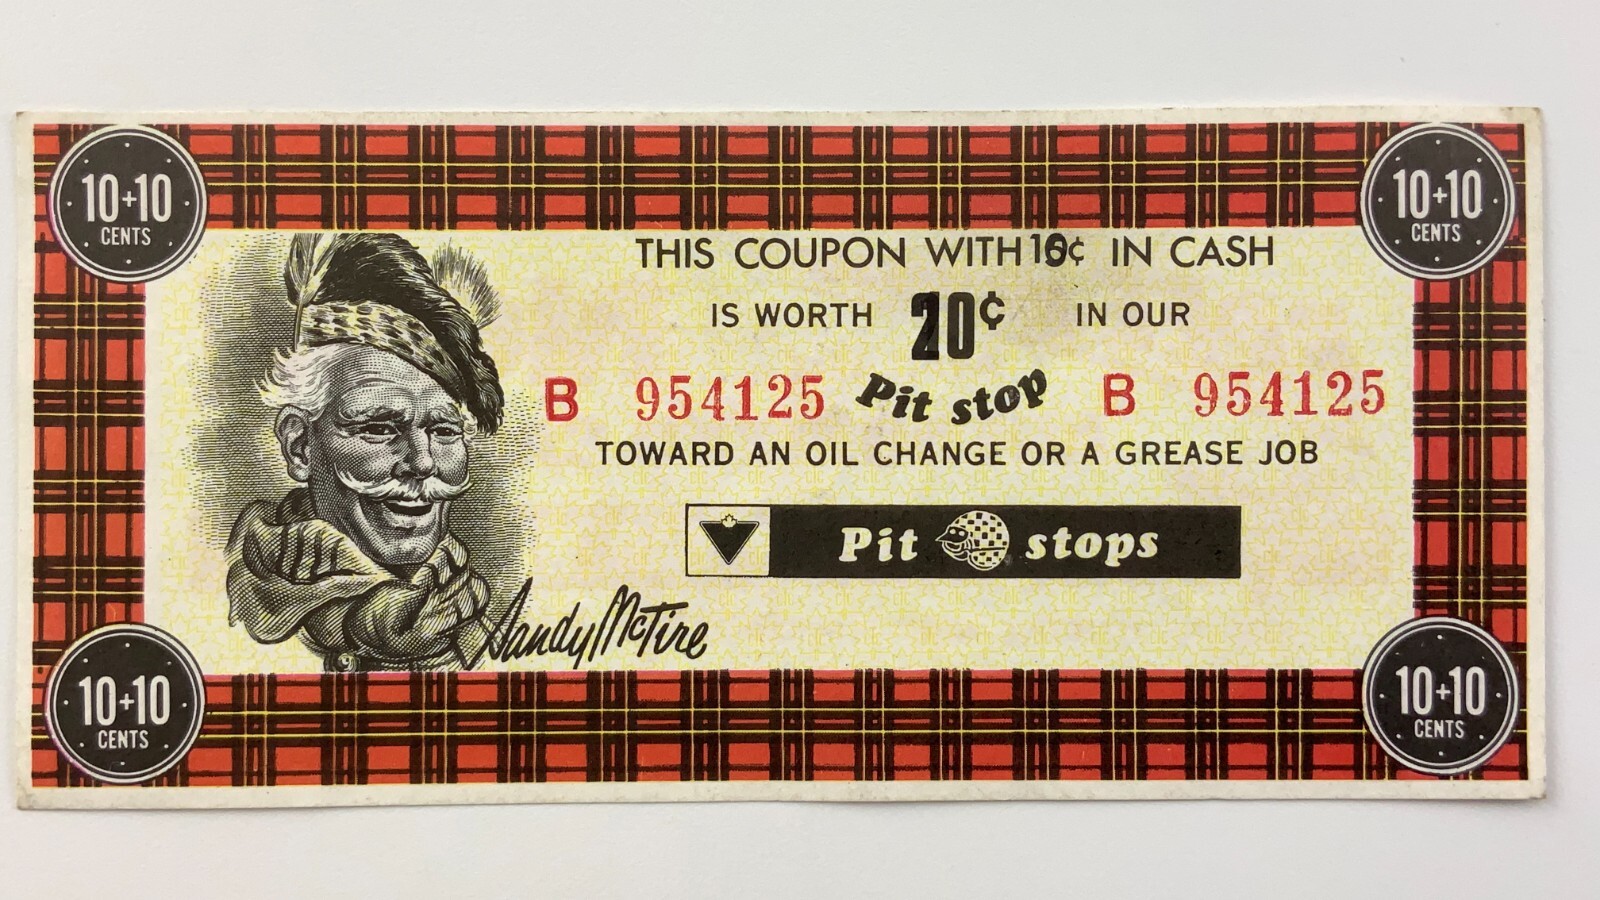 10+10
CENTS
10+10
CENTS
THIS COUPON WITH 10¢ IN CASH
IS WORTH 20¢ IN OUR
B 954125 Pit stop B 954125
TOWARD AN OIL CHANGE OR A GREASE JOB
Pit stops
Sandy McTire
10+10
CENTS
10+10
CENTS